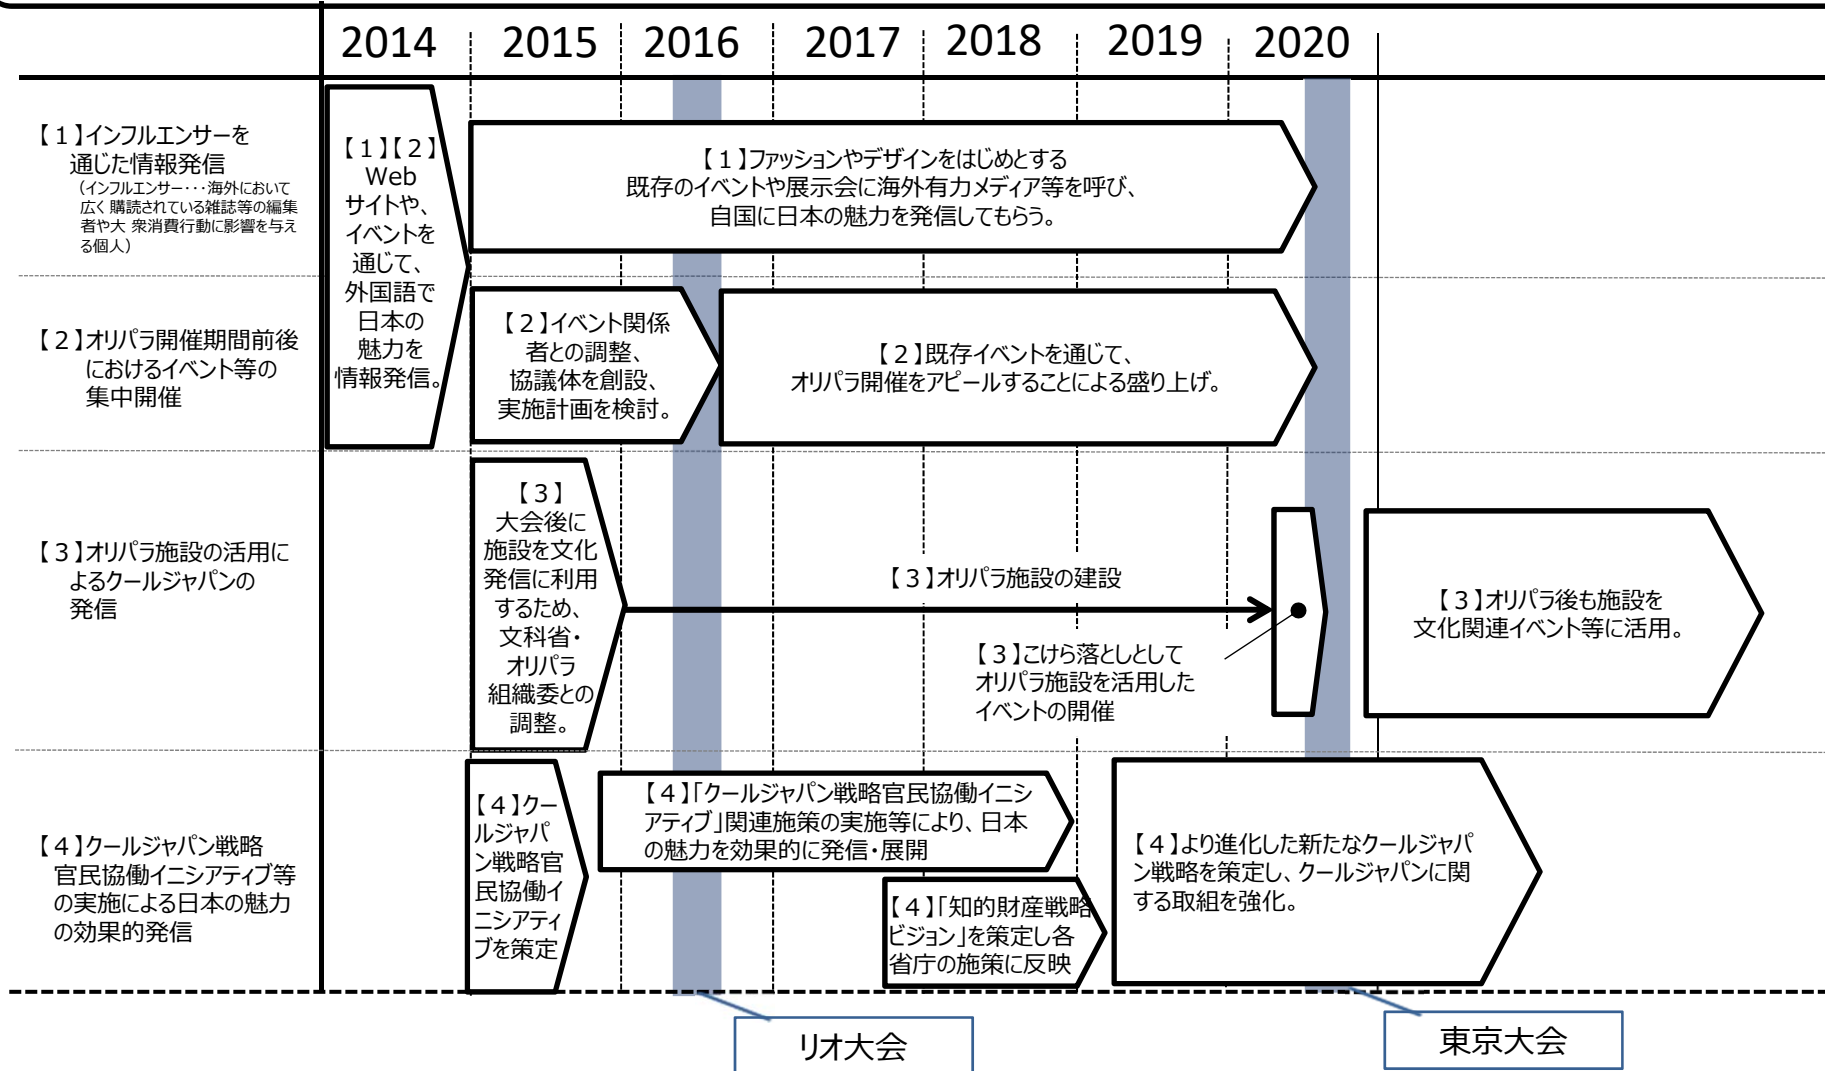 2014 2015 2016 2017 2018 2019 2020
【１】インフルエンサーを
通じた情報発信
（インフルエンサー・・・海外において
広く購読されている雑誌等の編集
者や大 衆消費行動に影響を与え
る個人）
【１】【２】
Web
サイトや、
イベントを
通じて、
外国語で
日本の
魅力を
情報発信。
【１】ファッションやデザインをはじめとする
既存のイベントや展示会に海外有力メディア等を呼び、
自国に日本の魅力を発信してもらう。
【２】オリパラ開催期間前後
におけるイベント等の
集中開催
【２】イベント関係
者との調整、
協議体を創設、
実施計画を検討。
【２】既存イベントを通じて、
オリパラ開催をアピールすることによる盛り上げ。
【３】オリパラ施設の活用に
よるクールジャパンの
発信
【３】
大会後に
施設を文化
発信に利用
するため、
文科省・
オリパラ
組織委との
調整。
【３】オリパラ施設の建設
【３】こけら落としとして
オリパラ施設を活用した
イベントの開催
【３】オリパラ後も施設を
文化関連イベント等に活用。
【４】クールジャパン戦略
官民協働イニシアティブ等
の実施による日本の魅力
の効果的発信
【４】クー
ルジャパ
ン戦略官
民協働イ
ニシアティ
ブを策定
【４】「クールジャパン戦略官民協働イニシ
アティブ」関連施策の実施等により、日本
の魅力を効果的に発信・展開
【４】「知的財産戦略
ビジョン」を策定し各
省庁の施策に反映
【４】より進化した新たなクールジャパ
ン戦略を策定し、クールジャパンに関
する取組を強化。
リオ大会
東京大会